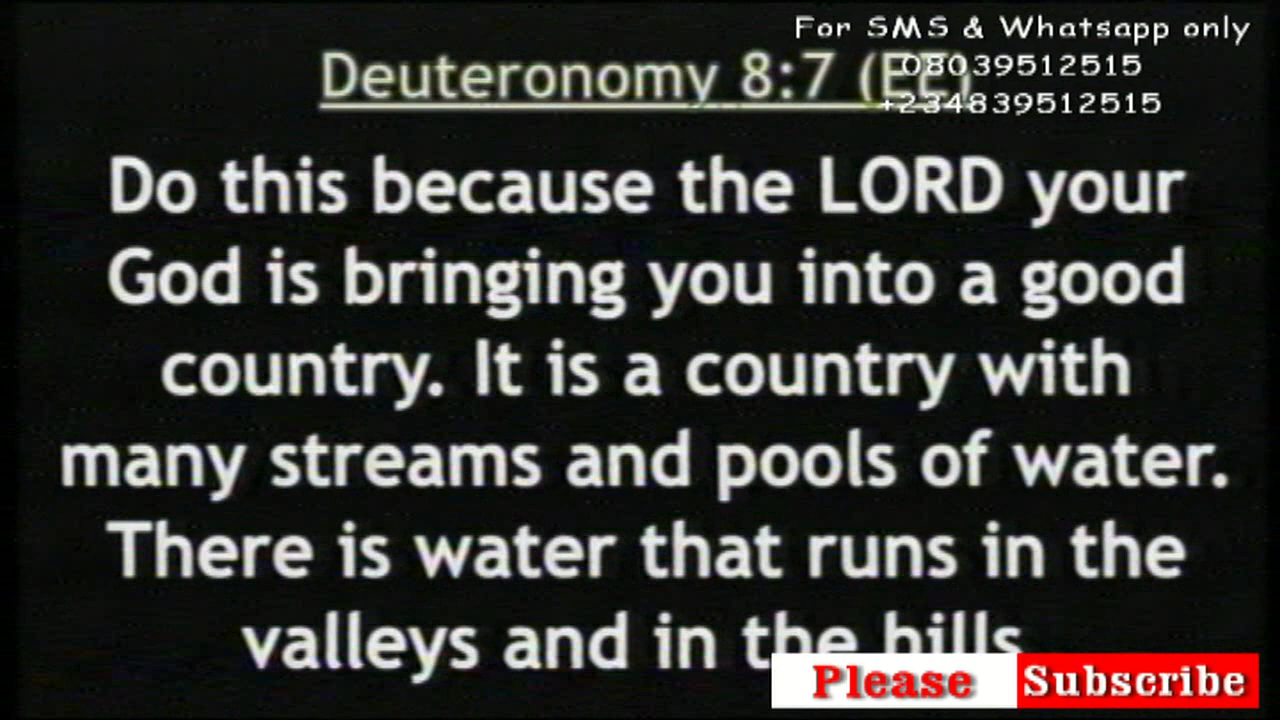 For SMS & Whatsapp only
08039512515
+234839512515
Deuteronomy 8:7
Do this because the LORD your
God is bringing you into a good
country. It is a country with
many streams and pools of water.
There is water that runs in the
valleys and in the hills
Please Subscribe